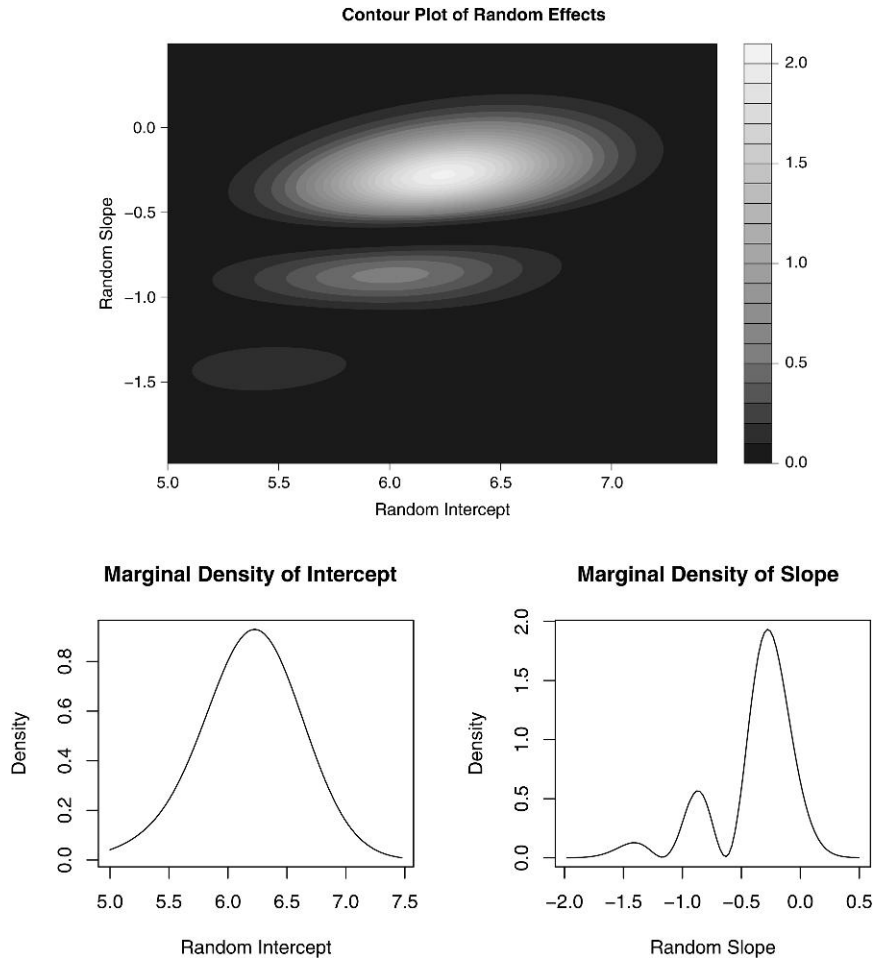 Contour Plot of Random Effects
2.0
0.0
1.5
−0.5
Random Slope
1.0
−1.0
0.5
−1.5
0.0
5.0 5.5 6.0 6.5 7.0
Random Intercept
Marginal Density of Intercept
0.0 0.2 0.4 0.6 0.8
Density
5.0 5.5 6.0 6.5 7.0 7.5
Random Intercept
Marginal Density of Slope
0.0 0.5 1.0 1.5 2.0
Density
−2.0 −1.5 −1.0 −0.5 0.0 0.5
Random Slope